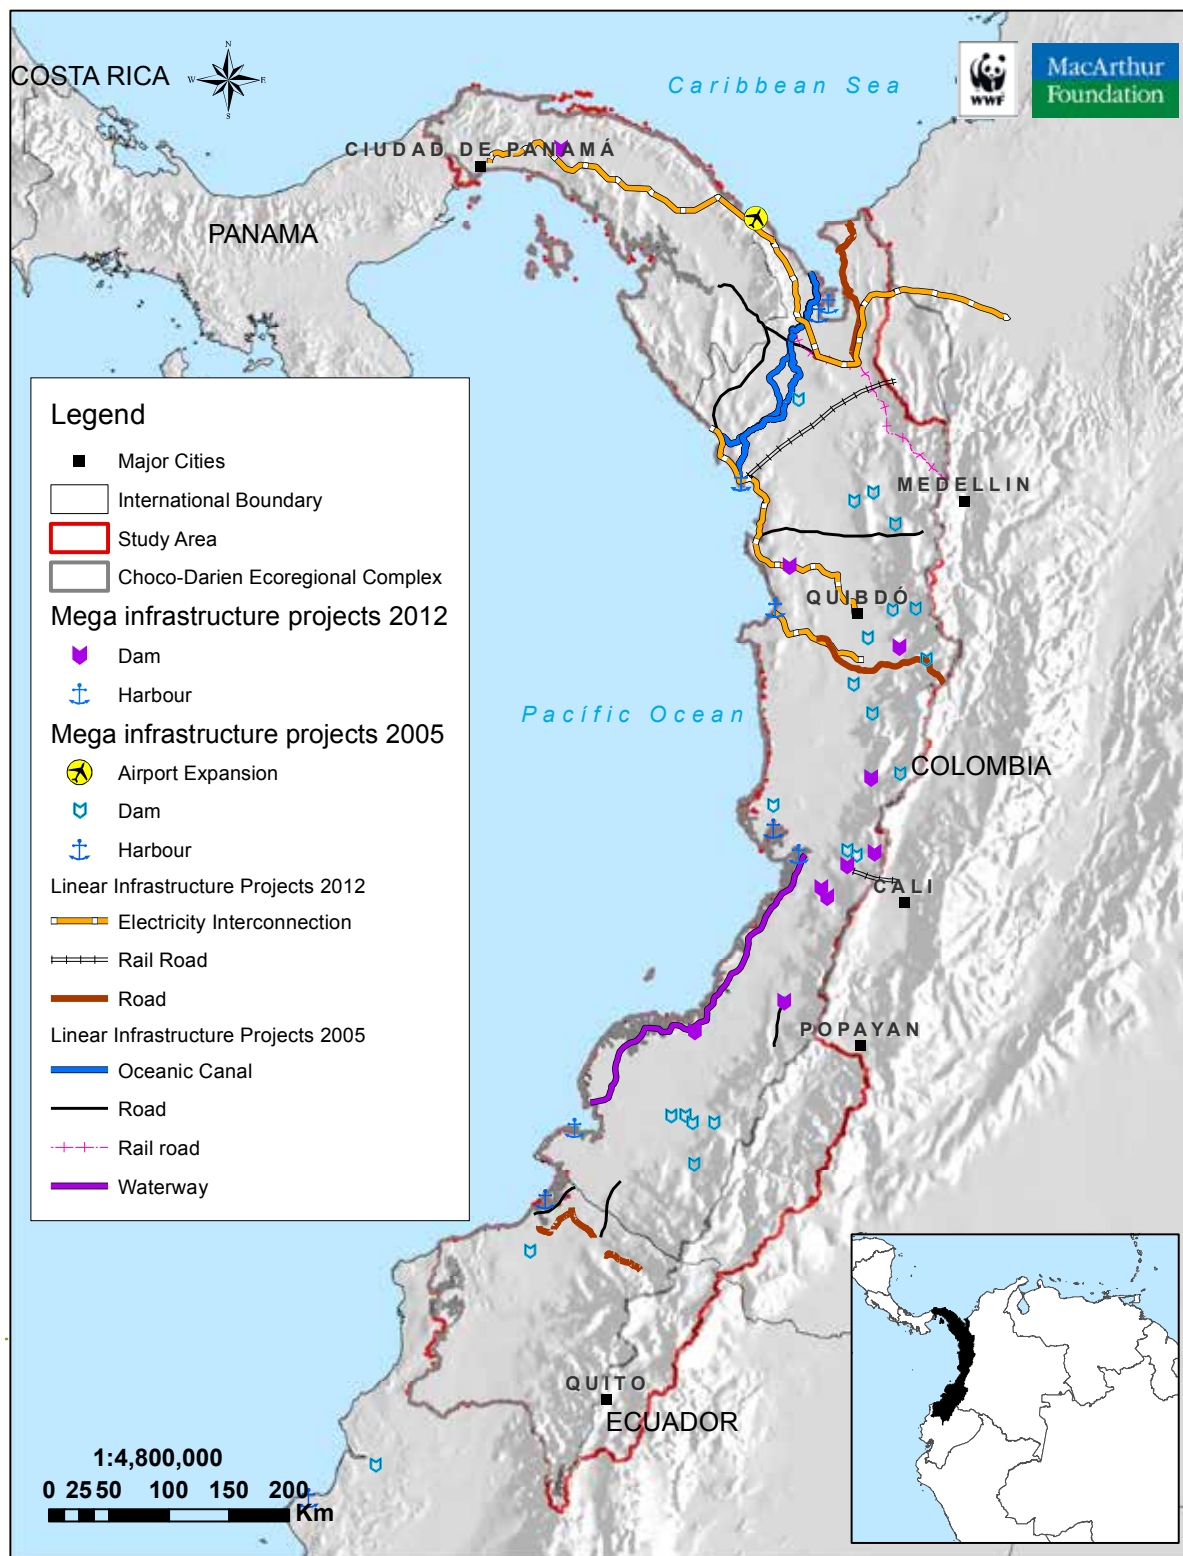 COSTA RICA
N
W
E
S
Caribbean Sea
WWF
MacArthur
Foundation
CIUDAD DE PANAMÁ
PANAMA
Legend
Major Cities
International Boundary
Study Area
Choco-Darien Ecoregional Complex
Mega infrastructure projects 2012
Dam
Harbour
Mega infrastructure projects 2005
Airport Expansion
Dam
Harbour
Linear Infrastructure Projects 2012
Electricity Interconnection
Rail Road
Road
Linear Infrastructure Projects 2005
Oceanic Canal
Road
Rail road
Waterway
MEDELLIN
QUIBDÓ
Pacífic Ocean
COLOMBIA
CALI
POPAYAN
QUITO
ECUADOR
1:4,800,000
0 25 50 100 150 200
Km